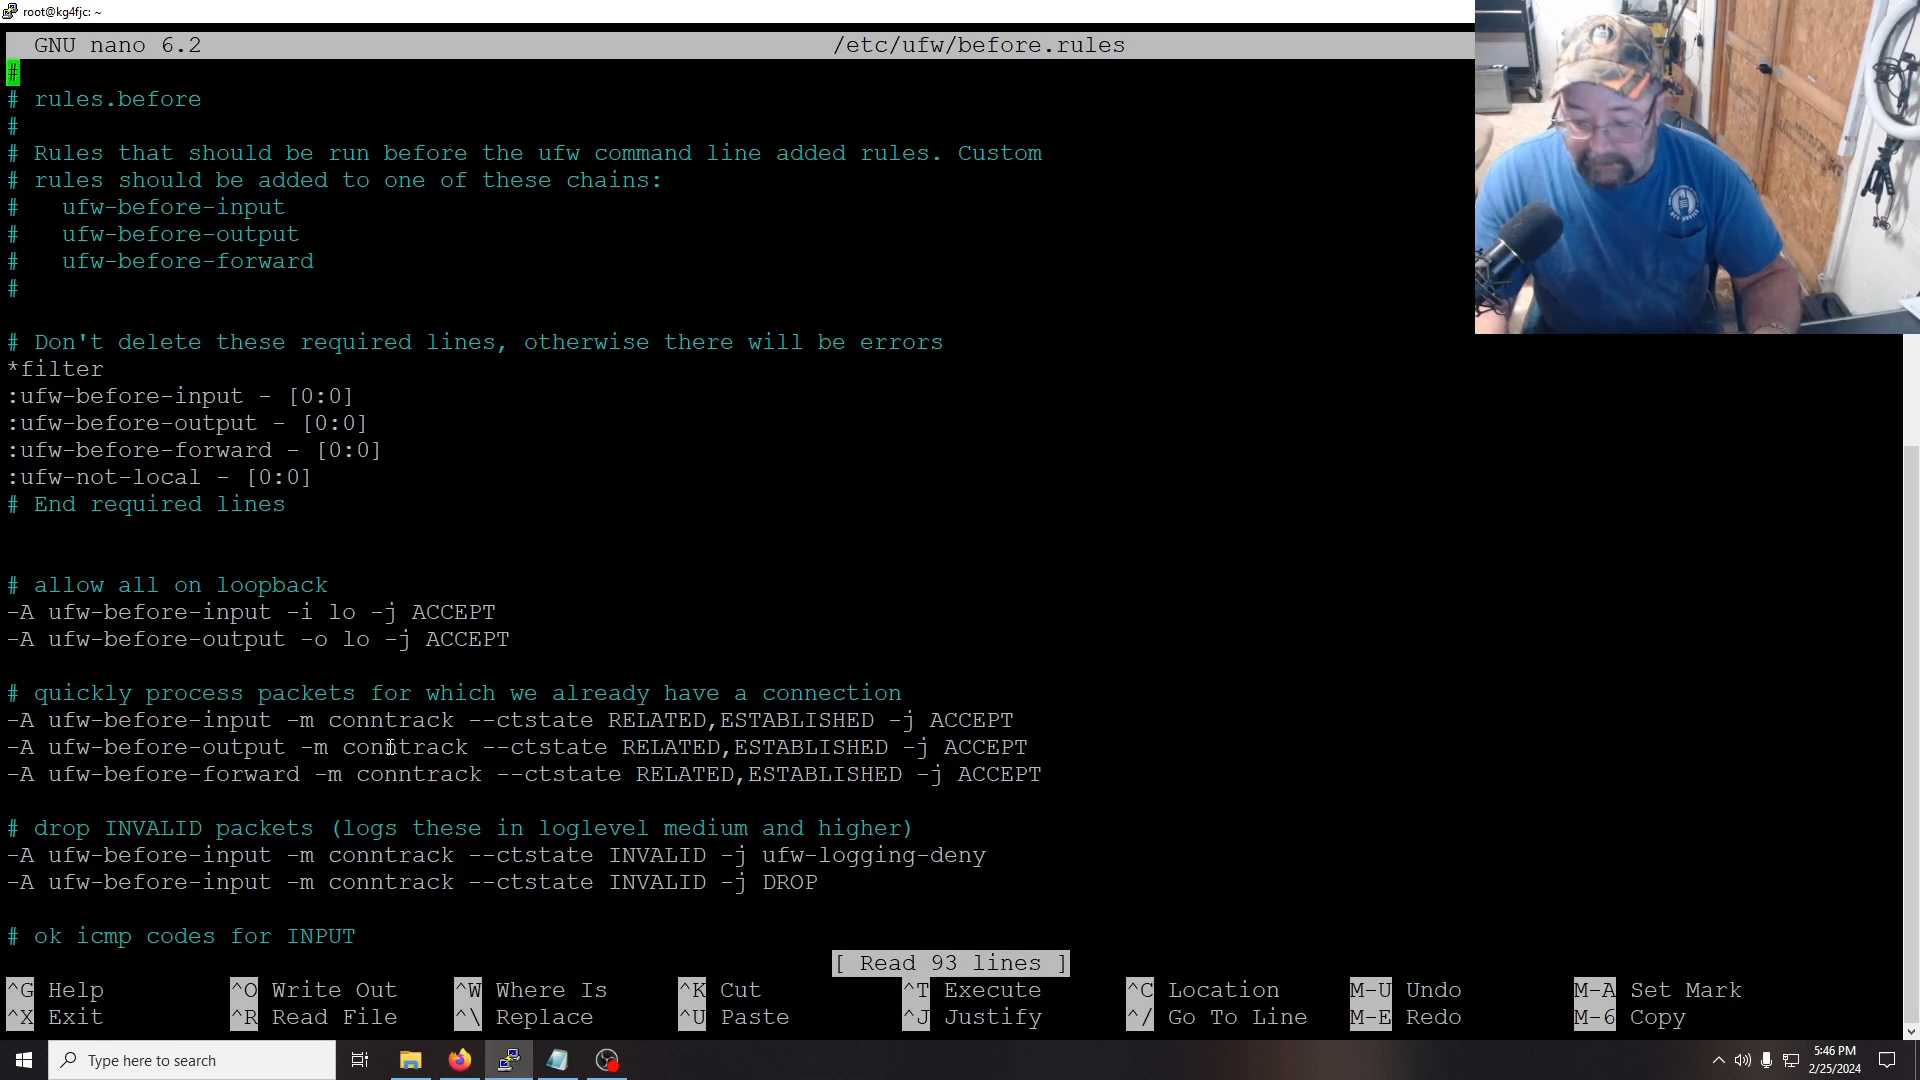 root@kg4fjc: ~
GNU nano 6.2 /etc/ufw/before.rules
#
# rules.before
#
# Rules that should be run before the ufw command line added rules. Custom
# rules should be added to one of these chains:
#   ufw-before-input
#   ufw-before-output
#   ufw-before-forward
#
# Don't delete these required lines, otherwise there will be errors
*filter
:ufw-before-input - [0:0]
:ufw-before-output - [0:0]
:ufw-before-forward - [0:0]
:ufw-not-local - [0:0]
# End required lines
# allow all on loopback
-A ufw-before-input -i lo -j ACCEPT
-A ufw-before-output -o lo -j ACCEPT
# quickly process packets for which we already have a connection
-A ufw-before-input -m conntrack --ctstate RELATED,ESTABLISHED -j ACCEPT
-A ufw-before-output -m conntrack --ctstate RELATED,ESTABLISHED -j ACCEPT
-A ufw-before-forward -m conntrack --ctstate RELATED,ESTABLISHED -j ACCEPT
# drop INVALID packets (logs these in loglevel medium and higher)
-A ufw-before-input -m conntrack --ctstate INVALID -j ufw-logging-deny
-A ufw-before-input -m conntrack --ctstate INVALID -j DROP
# ok icmp codes for INPUT
[ Read 93 lines ]
^G Help ^O Write Out ^W Where Is ^K Cut ^T Execute ^C Location M-U Undo M-A Set Mark
^X Exit ^R Read File ^\ Replace ^U Paste ^J Justify ^/ Go To Line M-E Redo M-6 Copy
Type here to search
5:46 PM
2/25/2024